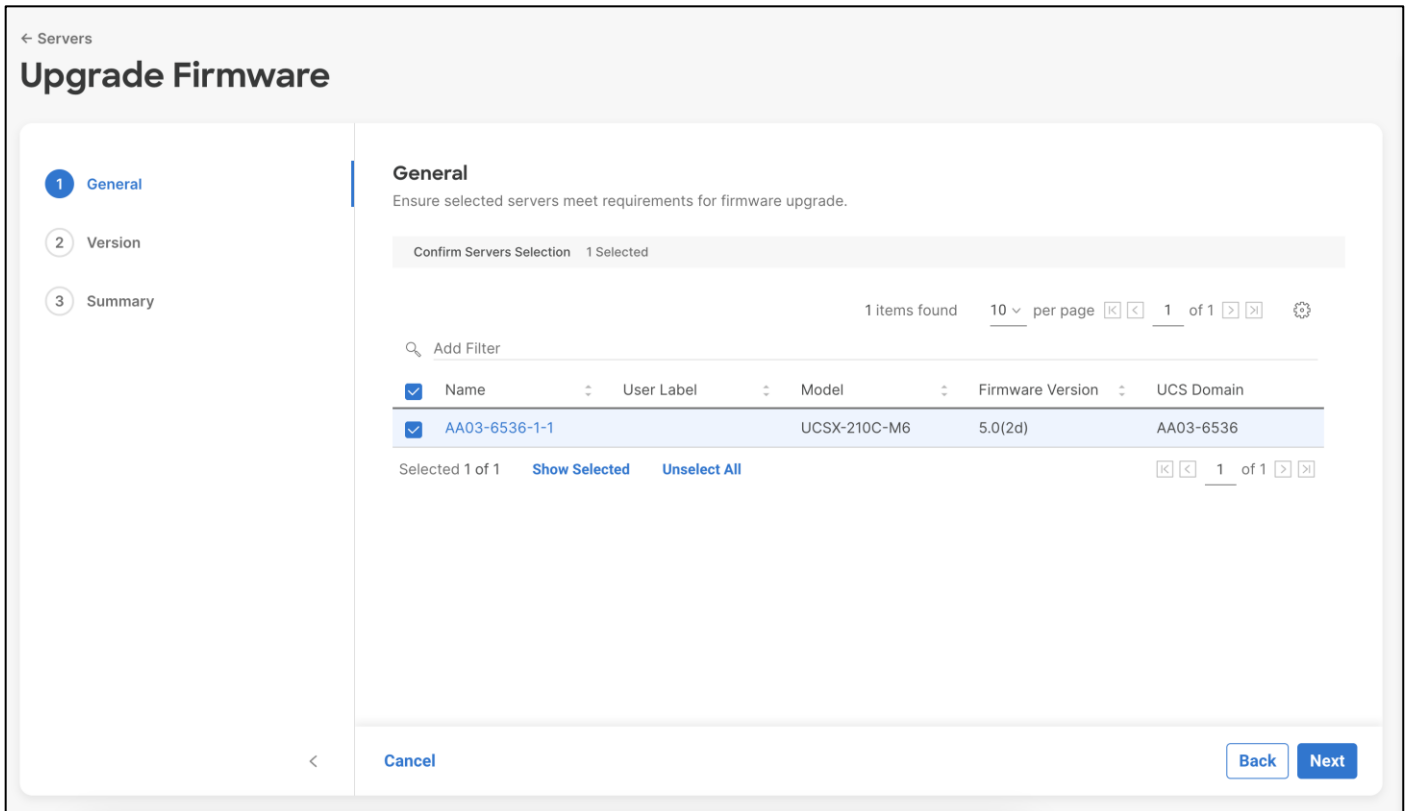 ← Servers
Upgrade Firmware
1 General
2 Version
3 Summary
General
Ensure selected servers meet requirements for firmware upgrade.
Confirm Servers Selection 1 Selected
1 items found 10 per page 1 of 1
Add Filter
Name User Label Model Firmware Version UCS Domain
AA03-6536-1-1 UCSX-210C-M6 5.0(2d) AA03-6536
Selected 1 of 1 Show Selected Unselect All 1 of 1
Cancel Back Next